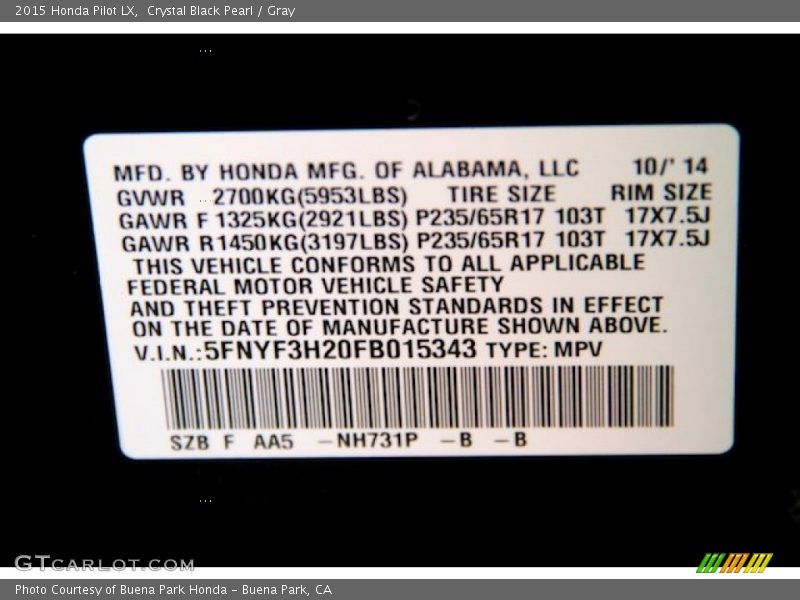 2015 Honda Pilot LX,  Crystal Black Pearl / Gray
MFD. BY HONDA MFG. OF ALABAMA, LLC 10/' 14
GVWR 2700KG(5953LBS) TIRE SIZE RIM SIZE
GAWR F 1325KG(2921LBS) P235/65R17 103T 17X7.5J
GAWR R1450KG(3197LBS) P235/65R17 103T 17X7.5J
THIS VEHICLE CONFORMS TO ALL APPLICABLE
FEDERAL MOTOR VEHICLE SAFETY
AND THEFT PREVENTION STANDARDS IN EFFECT
ON THE DATE OF MANUFACTURE SHOWN ABOVE.
V.I.N.:5FNYF3H20FB015343 TYPE: MPV
SZB F AA5 -NH731P -B -B
GTCARLOT.COM
Photo Courtesy of Buena Park Honda - Buena Park, CA